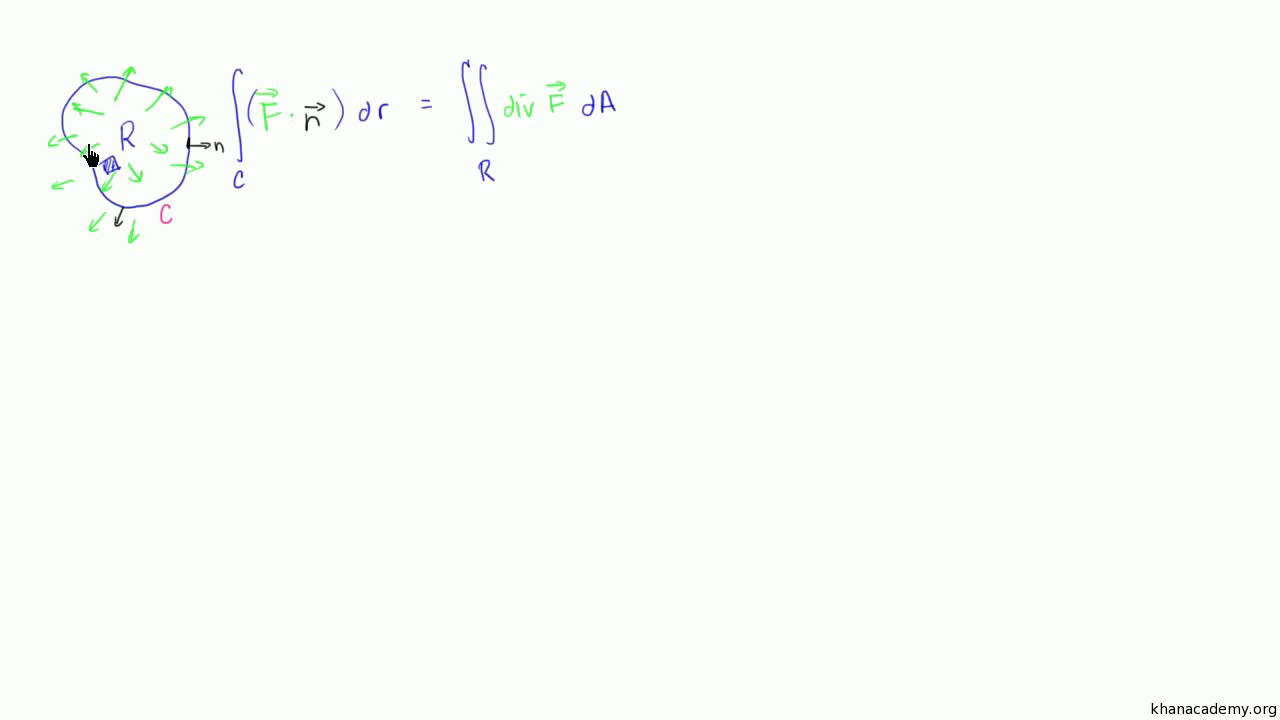 R
n
C
∫ ( F⃗ · n⃗ ) dr = ∬ div F⃗ dA
C R
khanacademy.org